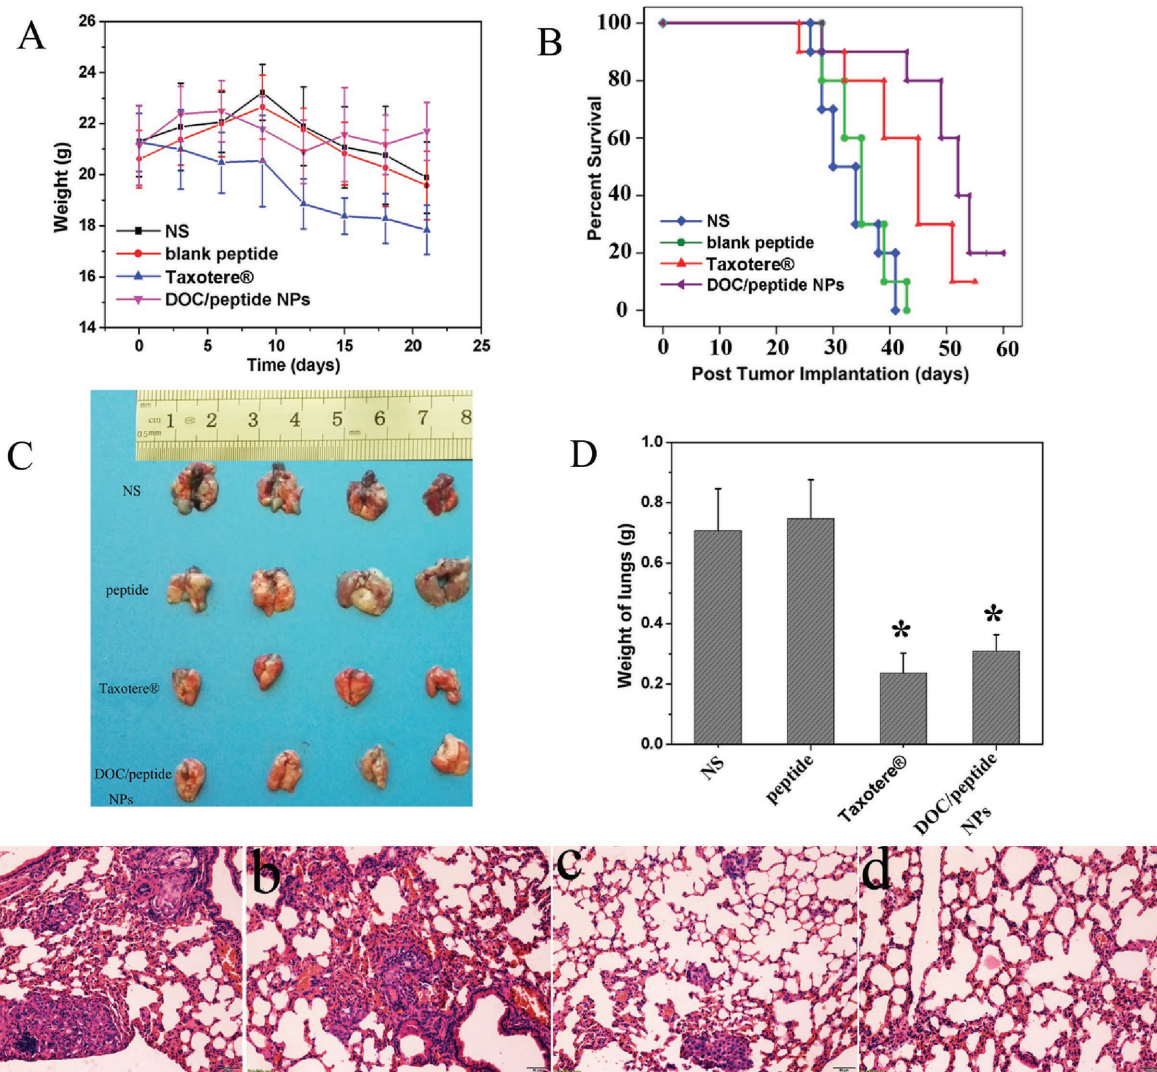 A
26
24
22
20
18
16
14
Weight (g)
NS
blank peptide
Taxotere®
DOC/peptide NPs
0 5 10 15 20 25
Time (days)
B
100
80
60
40
20
0
Percent Survival
NS
blank peptide
Taxotere®
DOC/peptide NPs
0 10 20 30 40 50 60
Post Tumor Implantation (days)
C
mm
cm 1 2 3 4 5 6 7 8
0.5mm mm
NS
peptide
Taxotere®
DOC/peptide
NPs
D
1.0
0.8
0.6
0.4
0.2
0.0
Weight of lungs (g)
* *
NS
peptide
Taxotere®
DOC/peptide
NPs
b
c
d